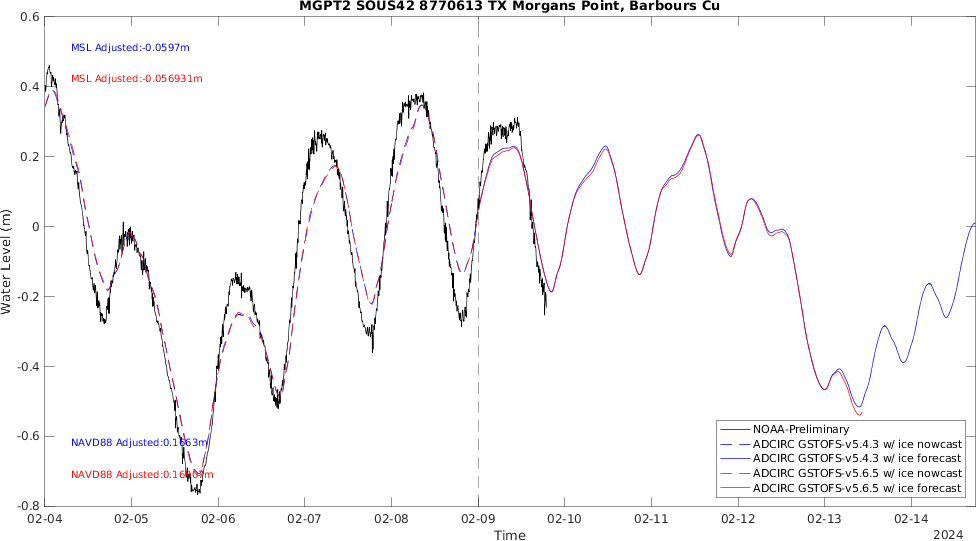 MGPT2 SOUS42 8770613 TX Morgans Point, Barbours Cu
0.6
0.4
0.2
0
-0.2
-0.4
-0.6
-0.8
Water Level (m)
MSL Adjusted:-0.0597m
MSL Adjusted:-0.056931m
NAVD88 Adjusted:0.1663m
NAVD88 Adjusted:
NOAA-Preliminary
ADCIRC GSTOFS-v5.4.3 w/ ice nowcast
ADCIRC GSTOFS-v5.4.3 w/ ice forecast
ADCIRC GSTOFS-v5.6.5 w/ ice nowcast
ADCIRC GSTOFS-v5.6.5 w/ ice forecast
02-04
02-05
02-06
02-07
02-08
02-09
02-10
02-11
02-12
02-13
02-14
Time
2024